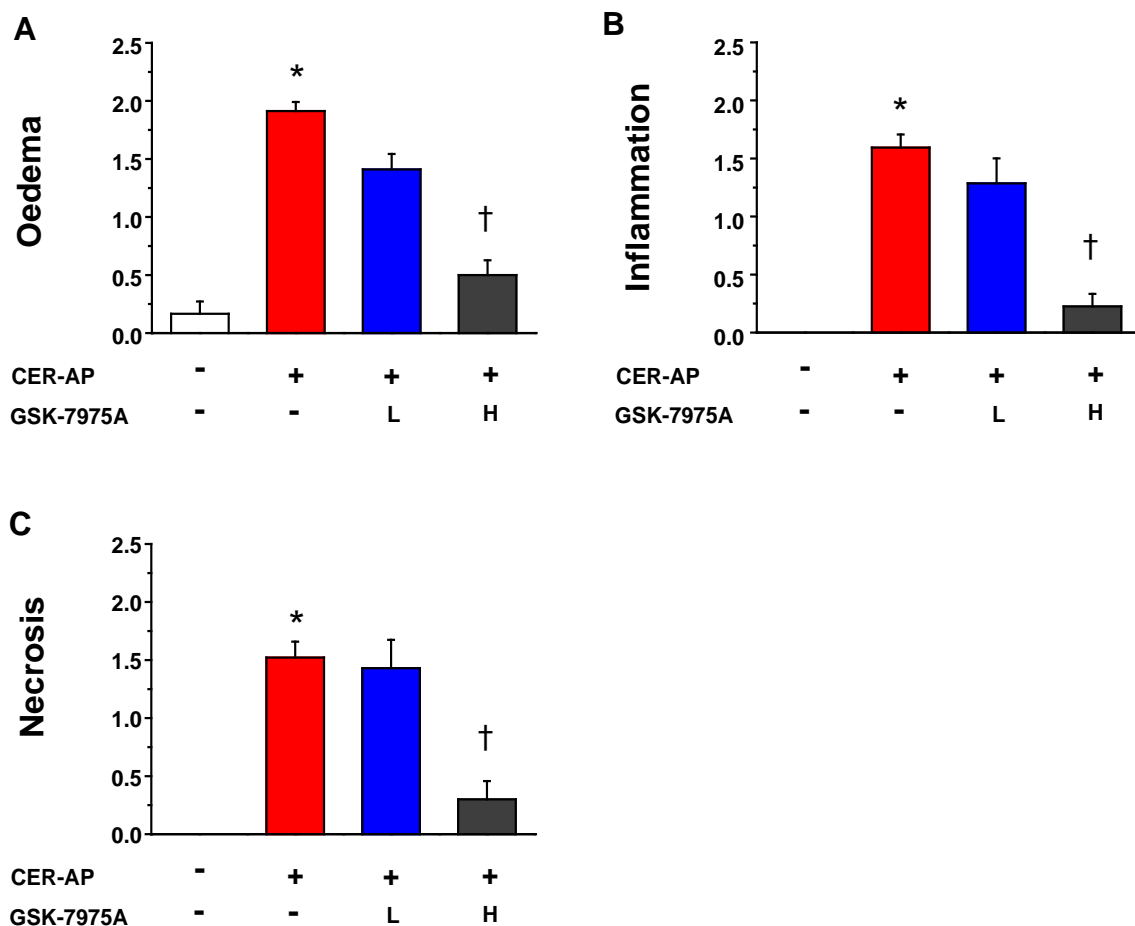 A
Oedema
2.5
2.0
1.5
1.0
0.5
0.0
*
†
CER-AP - + + +
GSK-7975A - - L H
B
Inflammation
2.5
2.0
1.5
1.0
0.5
0.0
*
†
CER-AP - + + +
GSK-7975A - - L H
C
Necrosis
2.5
2.0
1.5
1.0
0.5
0.0
*
†
CER-AP - + + +
GSK-7975A - - L H